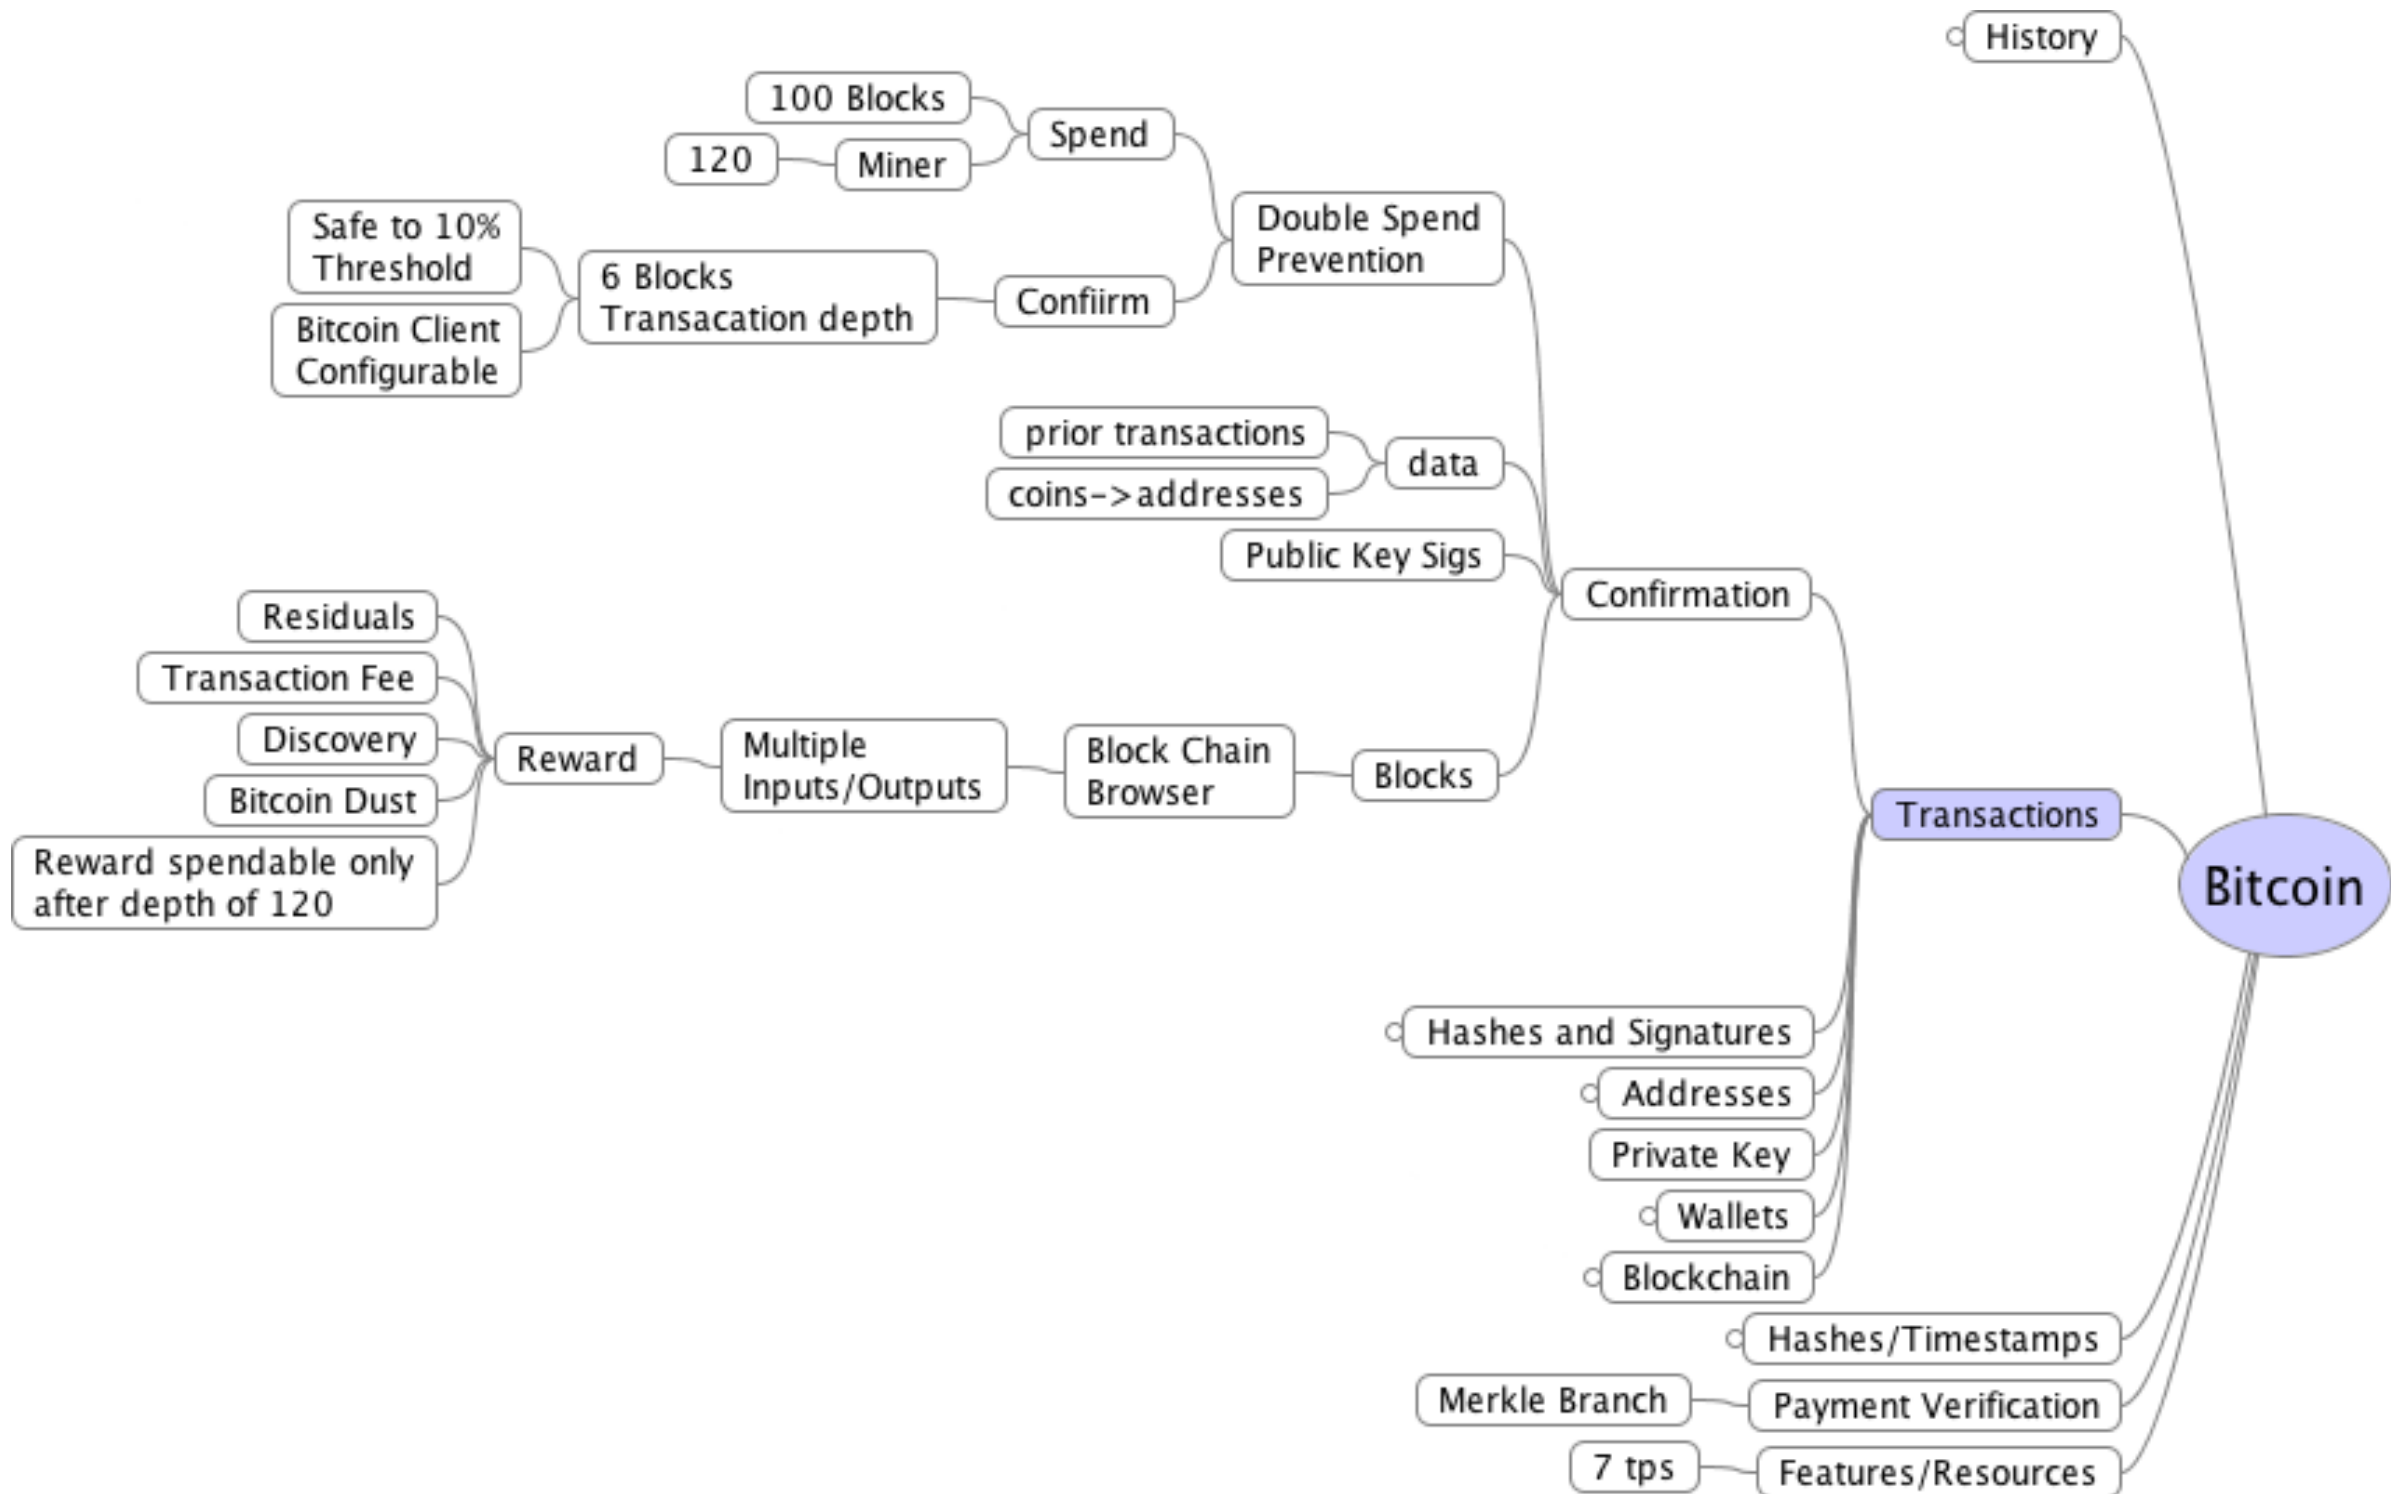 History
100 Blocks
Spend
120
Miner
Double Spend
Prevention
Safe to 10%
Threshold
6 Blocks
Transacation depth
Confiirm
Bitcoin Client
Configurable
prior transactions
data
coins->addresses
Public Key Sigs
Confirmation
Residuals
Transaction Fee
Discovery
Reward
Multiple
Inputs/Outputs
Block Chain
Browser
Blocks
Bitcoin Dust
Reward spendable only
after depth of 120
Transactions
Bitcoin
Hashes and Signatures
Addresses
Private Key
Wallets
Blockchain
Hashes/Timestamps
Merkle Branch
Payment Verification
7 tps
Features/Resources